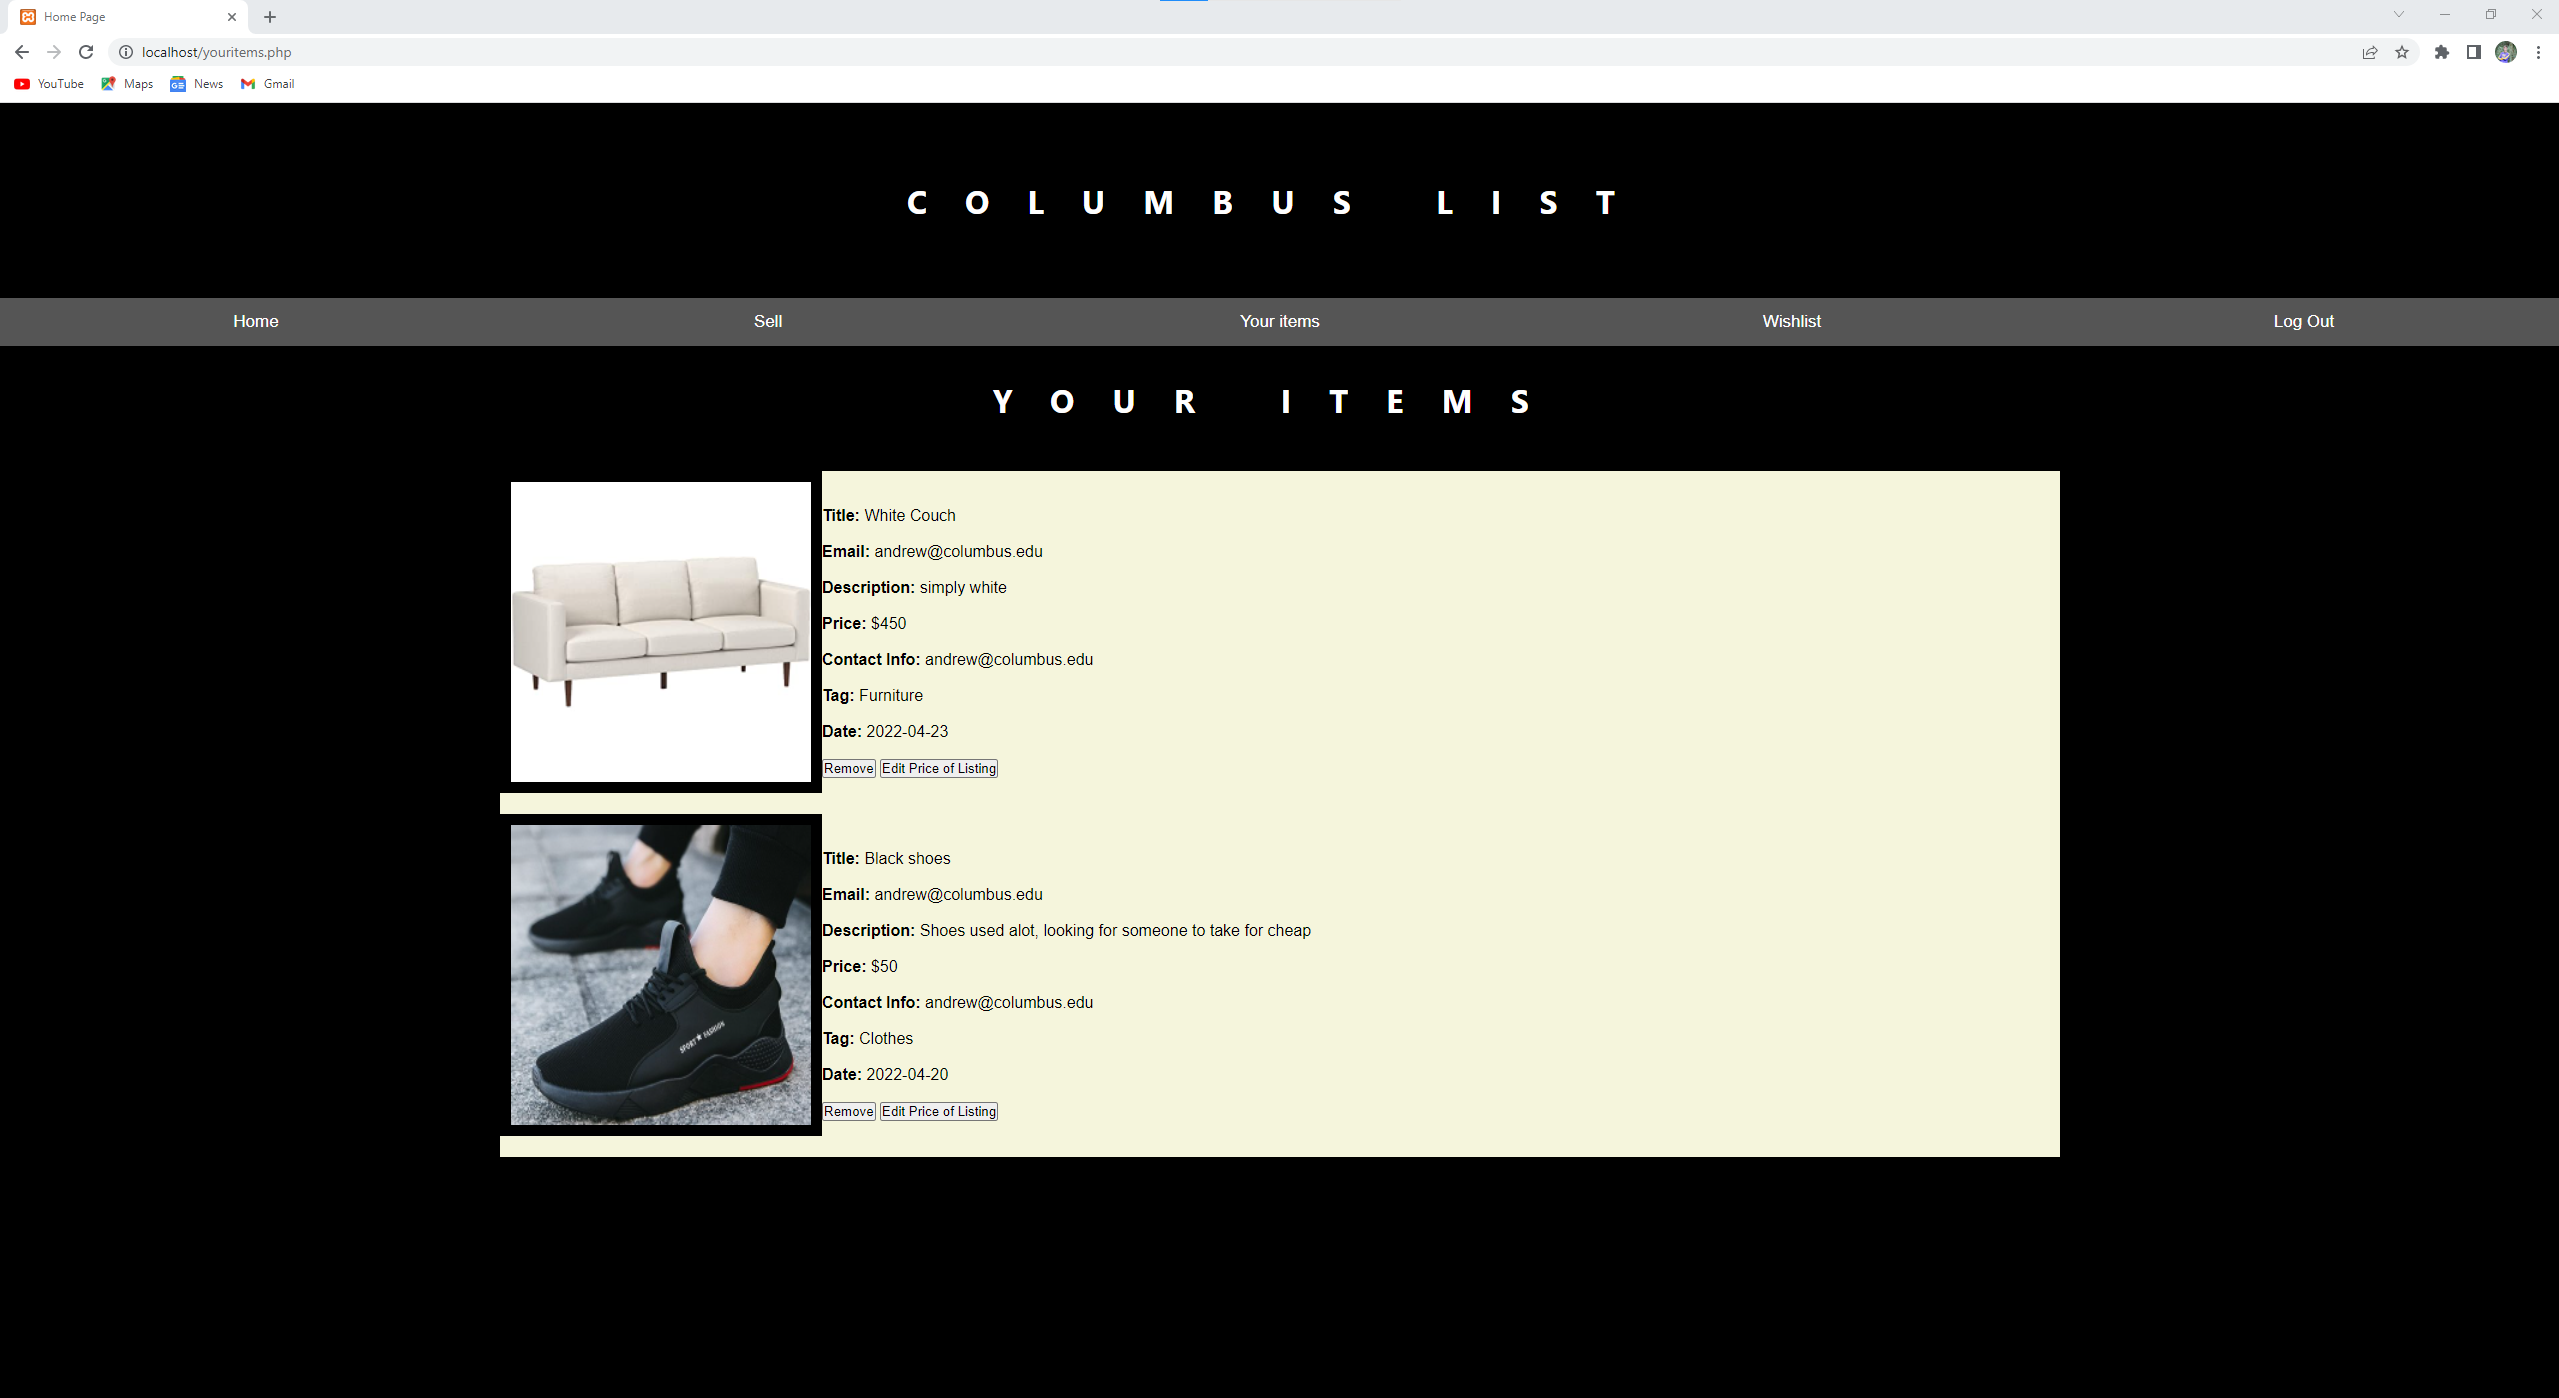 Home Page
localhost/youritems.php
YouTube Maps News Gmail
COLUMBUS LIST
Home Sell Your items Wishlist Log Out
YOUR ITEMS
Title: White Couch
Email: andrew@columbus.edu
Description: simply white
Price: $450
Contact Info: andrew@columbus.edu
Tag: Furniture
Date: 2022-04-23
Remove Edit Price of Listing
SPORT★FASHION
Title: Black shoes
Email: andrew@columbus.edu
Description: Shoes used alot, looking for someone to take for cheap
Price: $50
Contact Info: andrew@columbus.edu
Tag: Clothes
Date: 2022-04-20
Remove Edit Price of Listing